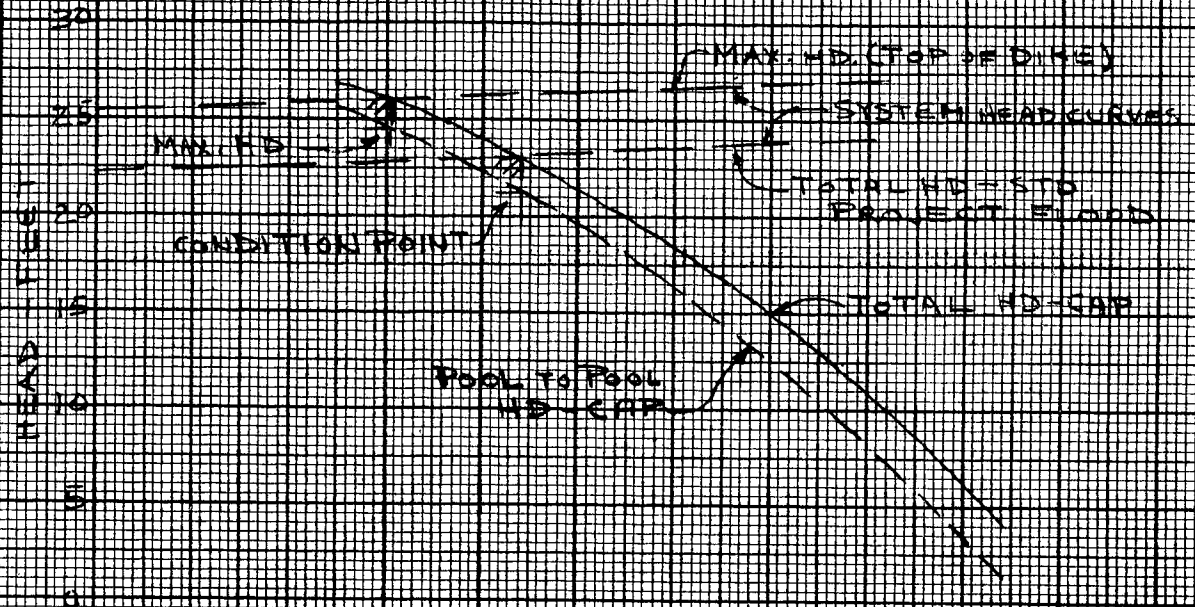 30
MAX. HD. (TOP OF DIKE)
25
SYSTEM HEAD CURVES
MAX. HD
TOTAL HD-STD.
PROJECT FLOOD
20
CONDITION POINT
HEAD - FEET
15
TOTAL HD-CAP
POOL TO POOL
HD-CAP
10
5
0